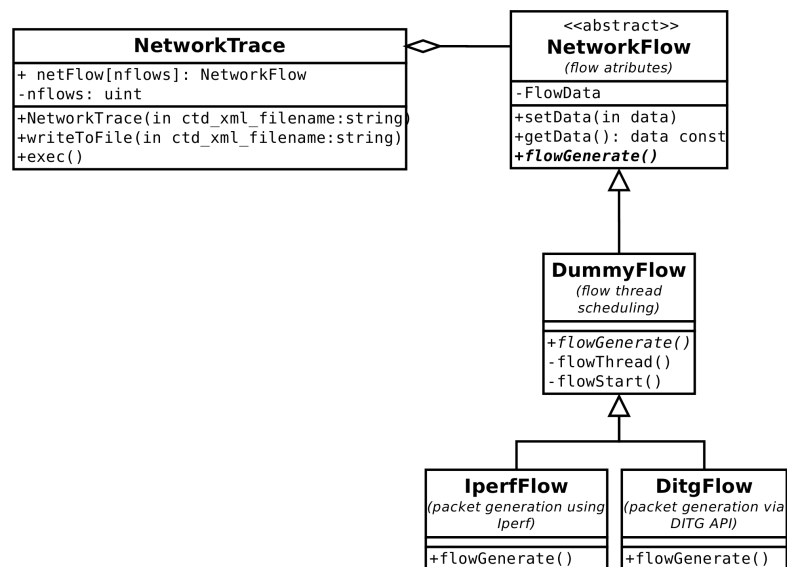 NetworkTrace
+ netFlow[nflows]: NetworkFlow
-nflows: uint
+NetworkTrace(in ctd_xml_filename:string)
+writeToFile(in ctd_xml_filename:string)
+exec()
<<abstract>>
NetworkFlow
(flow atributes)
-FlowData
+setData(in data)
+getData(): data const
+flowGenerate()
DummyFlow
(flow thread
scheduling)
+flowGenerate()
-flowThread()
-flowStart()
IperfFlow
(packet generation using
Iperf)
+flowGenerate()
DitgFlow
(packet generation via
DITG API)
+flowGenerate()